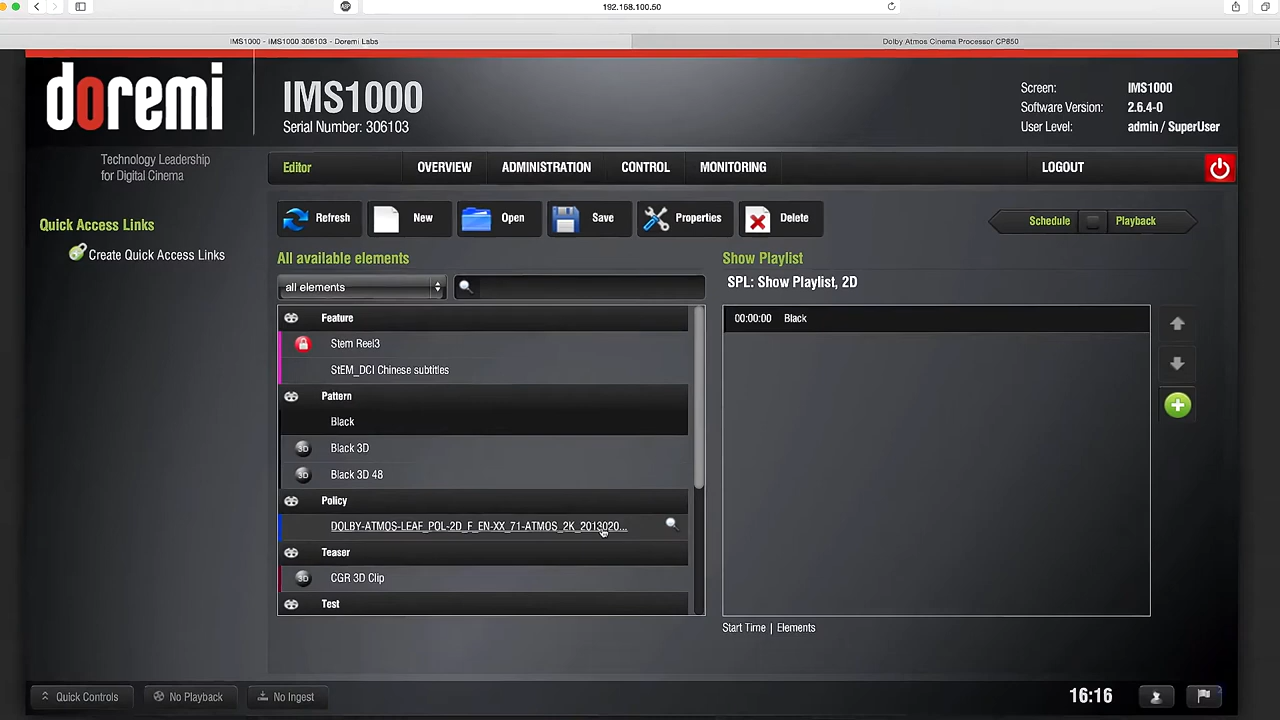 192.168.100.50
IMS1000 - IMS1000 306103 - Doremi Labs
Dolby Atmos Cinema Processor CP850
doremi
Technology Leadership
for Digital Cinema
IMS1000
Serial Number: 306103
Screen: IMS1000
Software Version: 2.6.4-0
User Level: admin / SuperUser
Editor OVERVIEW ADMINISTRATION CONTROL MONITORING LOGOUT
Quick Access Links
Create Quick Access Links
Refresh New Open Save Properties Delete
Schedule Playback
All available elements
all elements
Feature
Stem Reel3
StEM_DCI Chinese subtitles
Pattern
Black
3D Black 3D
3D Black 3D 48
Policy
DOLBY-ATMOS-LEAF_POL-2D_F_EN-XX_71-ATMOS_2K_2013020...
Teaser
3D CGR 3D Clip
Test
Show Playlist
SPL: Show Playlist, 2D
00:00:00 Black
Start Time | Elements
Quick Controls No Playback No Ingest
16:16